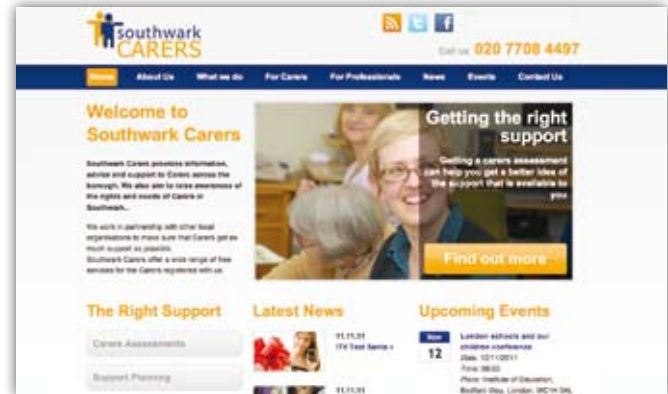 southwark
CARERS
Call us: 020 7708 4497
Home About Us What we do For Carers For Professionals News Events Contact Us
Welcome to
Southwark Carers
Southwark Carers provides information,
advice and support to Carers across the
borough. We also aim to raise awareness of
the rights and needs of Carers in
Southwark..
We work in partnership with other local
organisations to make sure that Carers get as
much support as possible.
Southwark Carers offer a wide range of free
services for the Carers registered with us.
Getting the right
support
Getting a carers assessment
can help you get a better idea of
the support that is available to
you
Find out more
The Right Support
Carers Assessments
Support Planning
Latest News
11.11.11
ITV Text Santa »
11.11.11
Upcoming Events
Nov
12
London schools and our
children conference
Date: 12/11/2011
Time: 09:00
Place: Institute of Education,
Bedford Way, London, WC1H 0AL